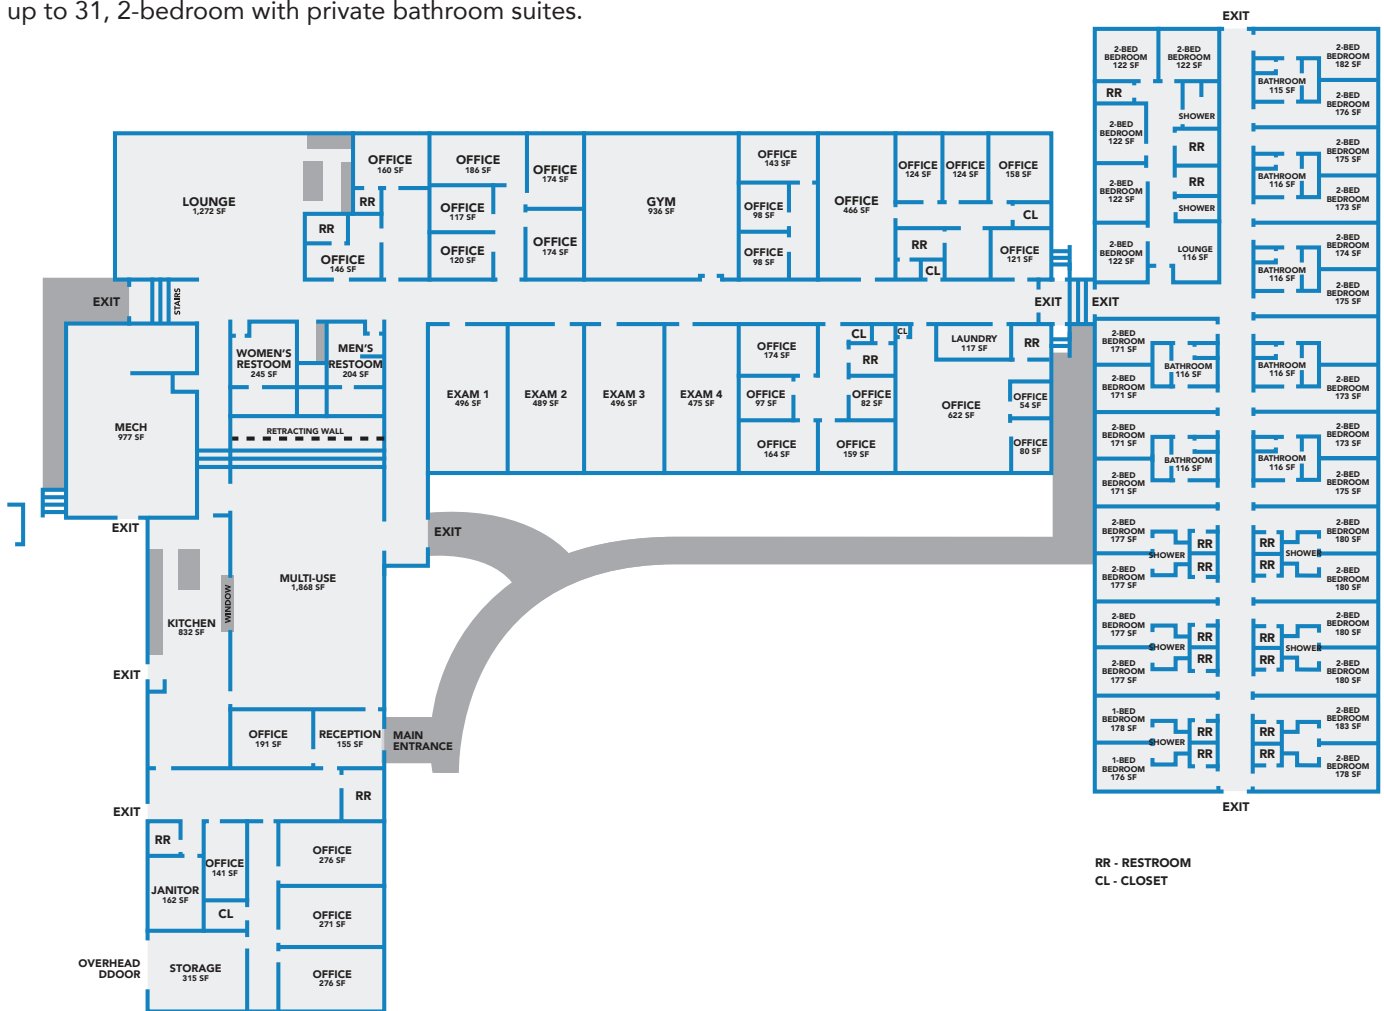 up to 31, 2-bedroom with private bathroom suites.
EXIT
LOUNGE
1,272 SF
OFFICE
160 SF
RR
RR
OFFICE
146 SF
OFFICE
186 SF
OFFICE
117 SF
OFFICE
120 SF
OFFICE
174 SF
OFFICE
174 SF
GYM
936 SF
OFFICE
143 SF
OFFICE
98 SF
OFFICE
98 SF
OFFICE
466 SF
OFFICE
124 SF
OFFICE
124 SF
OFFICE
158 SF
CL
RR
CL
OFFICE
121 SF
EXIT
STAIRS
EXIT
EXIT
WOMEN'S
RESTOOM
245 SF
MEN'S
RESTOOM
204 SF
RETRACTING WALL
MECH
977 SF
EXIT
EXAM 1
496 SF
EXAM 2
489 SF
EXAM 3
496 SF
EXAM 4
475 SF
OFFICE
174 SF
OFFICE
97 SF
OFFICE
164 SF
CL
RR
OFFICE
82 SF
OFFICE
159 SF
CL
LAUNDRY
117 SF
RR
OFFICE
622 SF
OFFICE
54 SF
OFFICE
80 SF
EXIT
MULTI-USE
1,868 SF
WINDOW
KITCHEN
832 SF
EXIT
OFFICE
191 SF
RECEPTION
155 SF
MAIN
ENTRANCE
RR
EXIT
RR
OFFICE
141 SF
JANITOR
162 SF
CL
OFFICE
276 SF
OFFICE
271 SF
OFFICE
276 SF
OVERHEAD
DDOOR
STORAGE
315 SF
2-BED
BEDROOM
122 SF
2-BED
BEDROOM
122 SF
RR
SHOWER
2-BED
BEDROOM
122 SF
RR
RR
2-BED
BEDROOM
122 SF
SHOWER
2-BED
BEDROOM
122 SF
LOUNGE
116 SF
2-BED
BEDROOM
171 SF
BATHROOM
116 SF
2-BED
BEDROOM
171 SF
2-BED
BEDROOM
171 SF
BATHROOM
116 SF
2-BED
BEDROOM
171 SF
2-BED
BEDROOM
177 SF
RR
SHOWER
RR
2-BED
BEDROOM
177 SF
2-BED
BEDROOM
177 SF
RR
SHOWER
RR
2-BED
BEDROOM
177 SF
1-BED
BEDROOM
178 SF
RR
SHOWER
RR
1-BED
BEDROOM
176 SF
2-BED
BEDROOM
182 SF
BATHROOM
115 SF
2-BED
BEDROOM
176 SF
2-BED
BEDROOM
175 SF
BATHROOM
116 SF
2-BED
BEDROOM
173 SF
2-BED
BEDROOM
174 SF
BATHROOM
116 SF
2-BED
BEDROOM
175 SF
BATHROOM
116 SF
2-BED
BEDROOM
173 SF
2-BED
BEDROOM
173 SF
BATHROOM
116 SF
2-BED
BEDROOM
175 SF
2-BED
BEDROOM
180 SF
RR
SHOWER
RR
2-BED
BEDROOM
180 SF
2-BED
BEDROOM
180 SF
RR
SHOWER
RR
2-BED
BEDROOM
180 SF
2-BED
BEDROOM
183 SF
RR
RR
2-BED
BEDROOM
178 SF
EXIT
RR - RESTROOM
CL - CLOSET